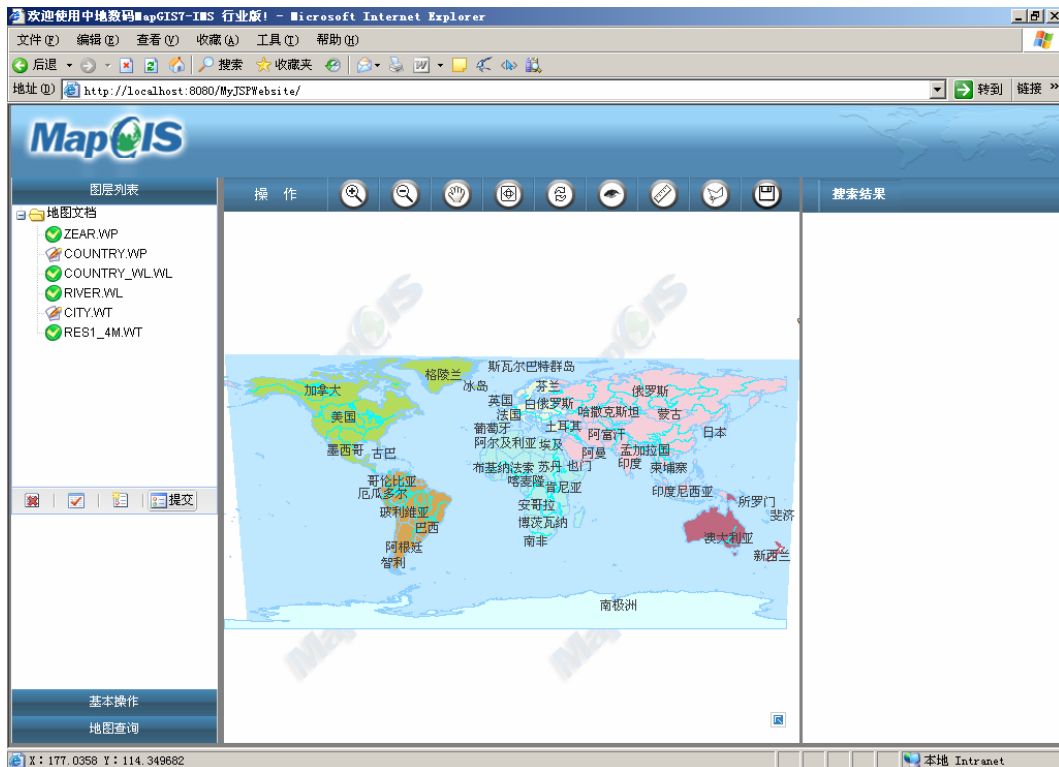 欢迎使用中地数码MapGIS7-IMS 行业版! - Microsoft Internet Explorer
文件(F) 编辑(E) 查看(V) 收藏(A) 工具(T) 帮助(H)
后退 搜索 收藏夹
地址(D) http://localhost:8080/MyJSPWebsite/ 转到 链接 »
MapGIS
图层列表 操 作 搜索结果
地图文档
ZEAR.WP
COUNTRY.WP
COUNTRY_WL.WL
RIVER.WL
CITY.WT
RES1_4M.WT
MapGIS MapGIS
斯瓦尔巴特群岛
格陵兰
冰岛 芬兰
加拿大 俄罗斯
英国 白俄罗斯
美国 法国 哈撒克斯坦 蒙古
葡萄牙 土耳其 阿富汗 日本
阿尔及利亚 埃及
墨西哥 古巴 阿曼 孟加拉国
布基纳法索 苏丹 也门 印度 柬埔寨
哥伦比亚 喀麦隆 肯尼亚
厄瓜多尔 印度尼西亚
安哥拉 所罗门
玻利维亚 博茨瓦纳 斐济
巴西
南非 澳大利亚
阿根廷 新西兰
智利
提交
南极洲
基本操作
地图查询
X：177.0358 Y：114.349682 本地 Intranet